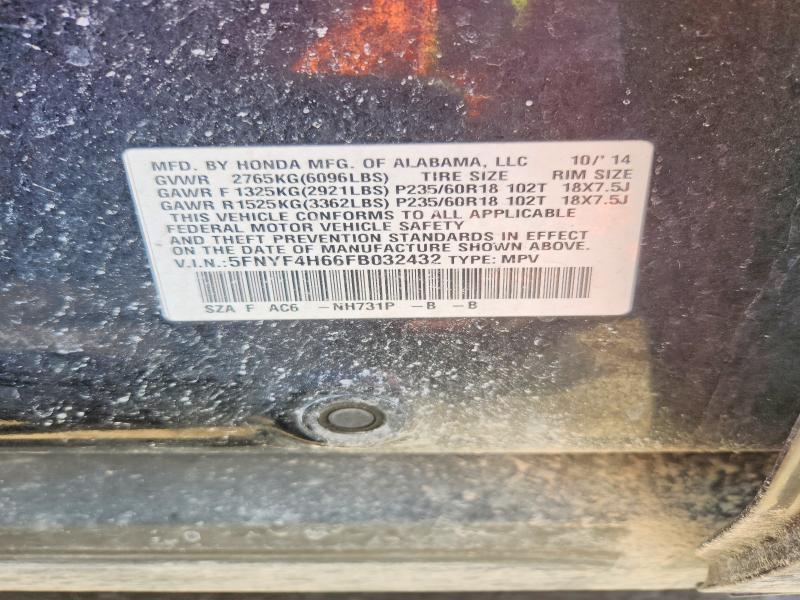 MFD. BY HONDA MFG. OF ALABAMA, LLC 10/'14
GVWR 2765KG(6096LBS) TIRE SIZE RIM SIZE
GAWR F 1325KG(2921LBS) P235/60R18 102T 18X7.5J
GAWR R1525KG(3362LBS) P235/60R18 102T 18X7.5J
THIS VEHICLE CONFORMS TO ALL APPLICABLE
FEDERAL MOTOR VEHICLE SAFETY
AND THEFT PREVENTION STANDARDS IN EFFECT
ON THE DATE OF MANUFACTURE SHOWN ABOVE.
V.I.N.:5FNYF4H66FB032432 TYPE: MPV
SZA F AC6 -NH731P -B -B